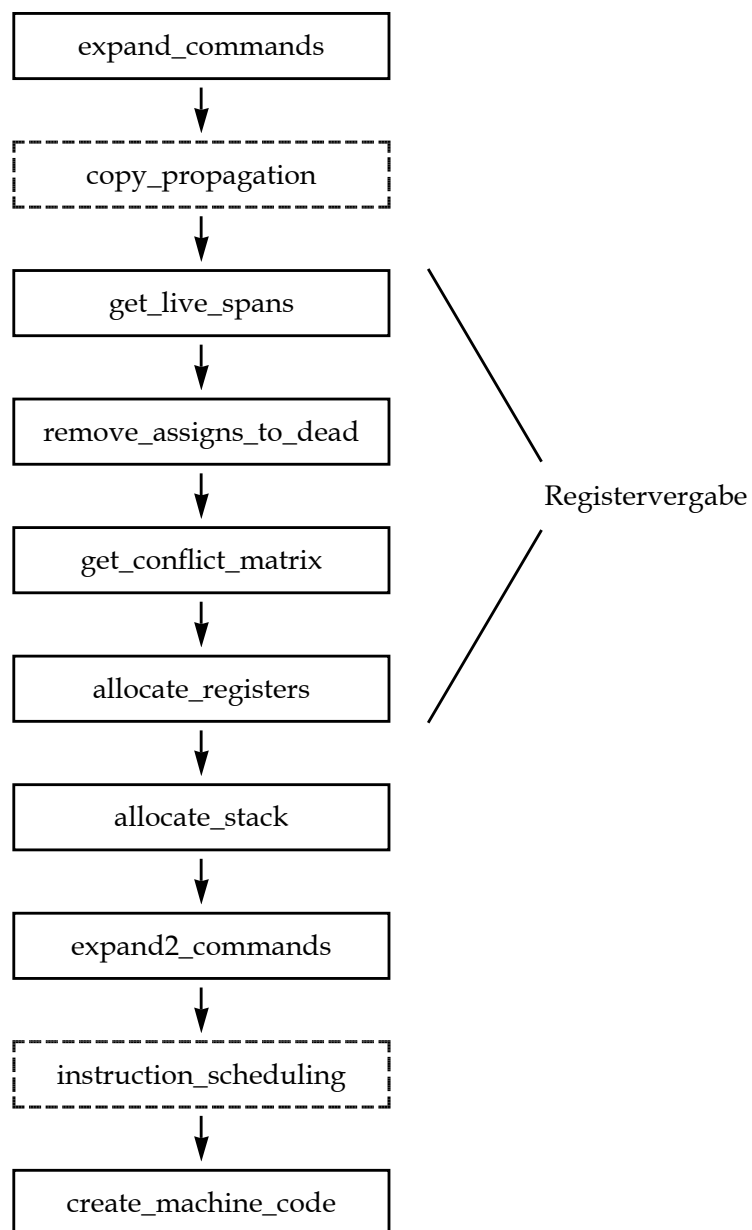 expand_commands
copy_propagation
get_live_spans
remove_assigns_to_dead
Registervergabe
get_conflict_matrix
allocate_registers
allocate_stack
expand2_commands
instruction_scheduling
create_machine_code